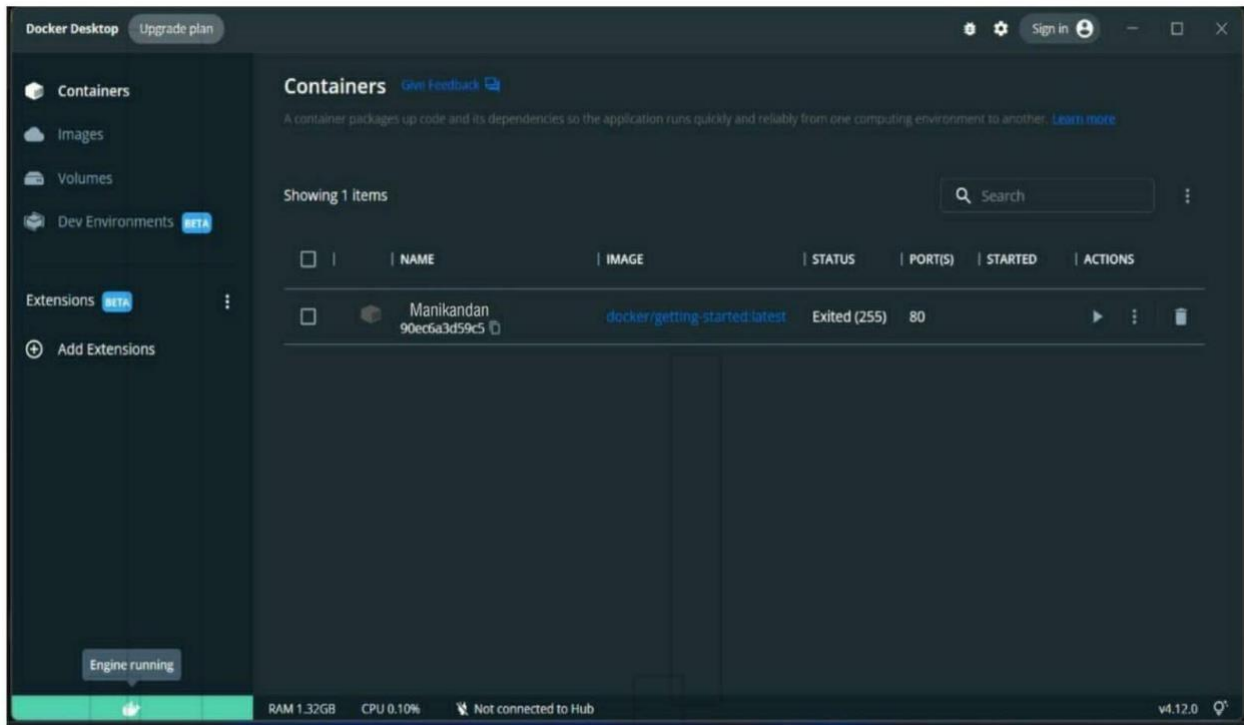 Docker Desktop Upgrade plan Sign in
Containers
Images
Volumes
Dev Environments BETA
Extensions BETA
Add Extensions
Containers Give Feedback
A container packages up code and its dependencies so the application runs quickly and reliably from one computing environment to another. Learn more
Showing 1 items
Search
NAME IMAGE STATUS PORT(S) STARTED ACTIONS
Manikandan
90ec6a3d59c5 docker/getting-started:latest Exited (255) 80
Engine running
RAM 1.32GB CPU 0.10% Not connected to Hub v4.12.0